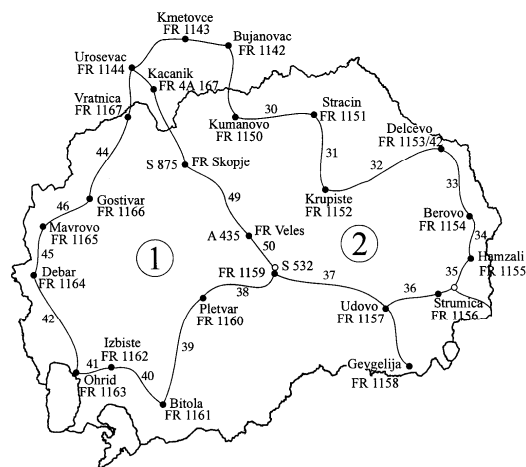 Kmetovce
FR 1143
Bujanovac
FR 1142
Urosevac
FR 1144
Kacanik
FR 4A 167
Vratnica
FR 1167
30
Stracin
FR 1151
Kumanovo
FR 1150
Delcevo
FR 1153/42
44
S 875
FR Skopje
31
32
33
46
Gostivar
FR 1166
49
Krupiste
FR 1152
Mavrovo
FR 1165
Berovo
FR 1154
A 435
FR Veles
34
45
1
50
2
Hamzali
FR 1155
Debar
FR 1164
FR 1159
S 532
35
38
37
36
Pletvar
FR 1160
Udovo
FR 1157
Strumica
FR 1156
42
Izbiste
FR 1162
39
41
40
Gevgelija
FR 1158
Ohrid
FR 1163
Bitola
FR 1161